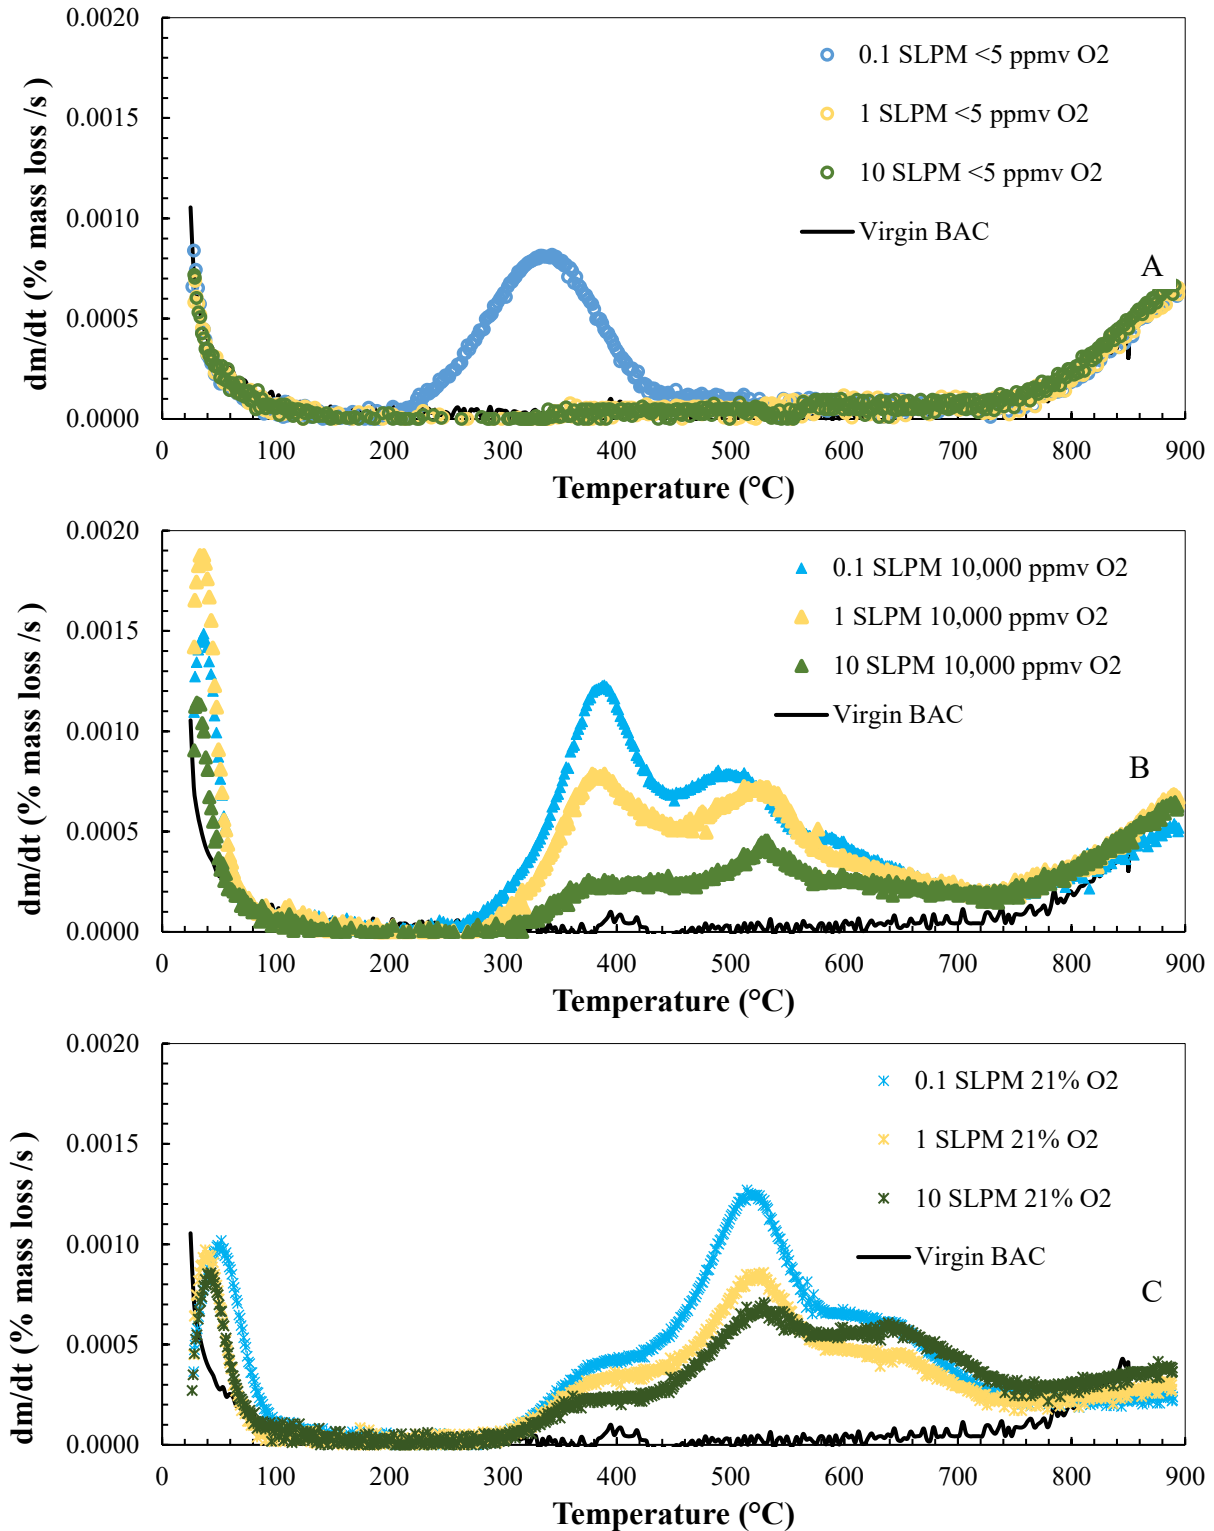 0.0020
0.0015
0.0010
0.0005
0.0000
dm/dt (% mass loss /s )
0.1 SLPM <5 ppmv O2
1 SLPM <5 ppmv O2
10 SLPM <5 ppmv O2
Virgin BAC
A
0 100 200 300 400 500 600 700 800 900
Temperature (°C)
0.0020
0.0015
0.0010
0.0005
0.0000
dm/dt (% mass loss /s )
0.1 SLPM 10,000 ppmv O2
1 SLPM 10,000 ppmv O2
10 SLPM 10,000 ppmv O2
Virgin BAC
B
0 100 200 300 400 500 600 700 800 900
Temperature (°C)
0.0020
0.0015
0.0010
0.0005
0.0000
dm/dt (% mass loss /s )
0.1 SLPM 21% O2
1 SLPM 21% O2
10 SLPM 21% O2
Virgin BAC
C
0 100 200 300 400 500 600 700 800 900
Temperature (°C)